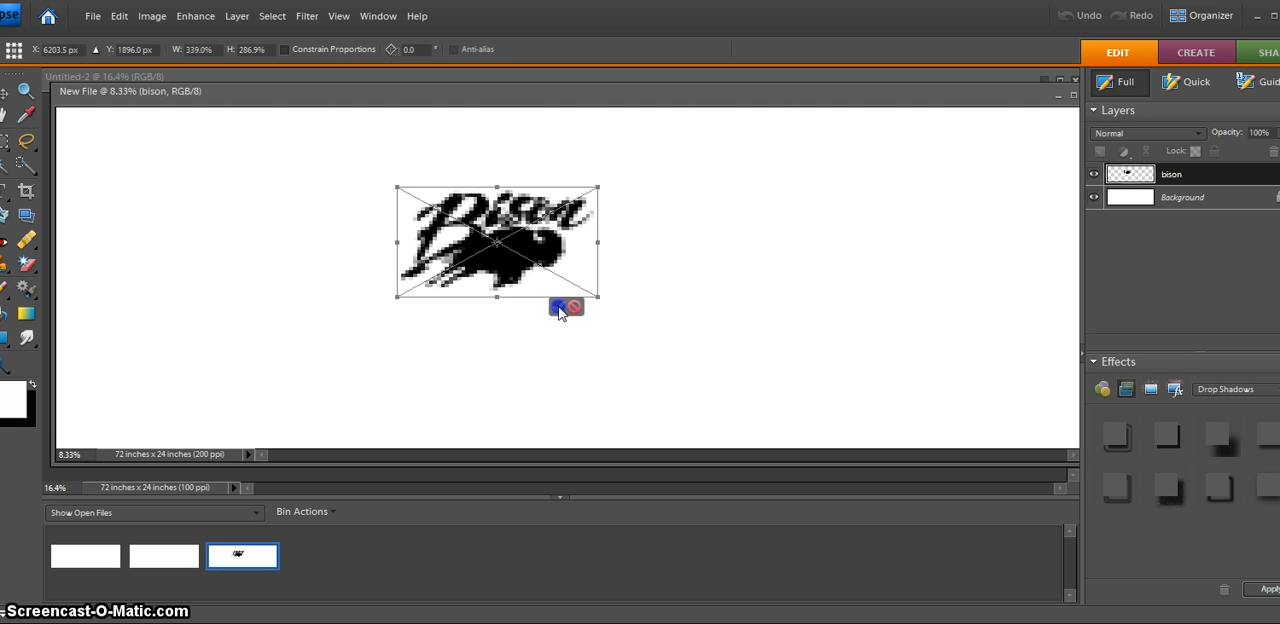 pse File Edit Image Enhance Layer Select Filter View Window Help Undo Redo Organizer
X: 6203.5 px Y: 1896.0 px W: 339.0% H: 286.9% Constrain Proportions 0.0 ° Anti-alias
EDIT CREATE SHA
Untitled-2 @ 16.4% (RGB/8)
Full Quick Guid
New File @ 8.33% (bison, RGB/8)
Layers
Normal Opacity: 100%
Lock:
bison
Background
Bison
Effects
Drop Shadows
8.33% 72 inches x 24 inches (200 ppi)
16.4% 72 inches x 24 inches (100 ppi)
Show Open Files Bin Actions
Apply
Screencast-O-Matic.com